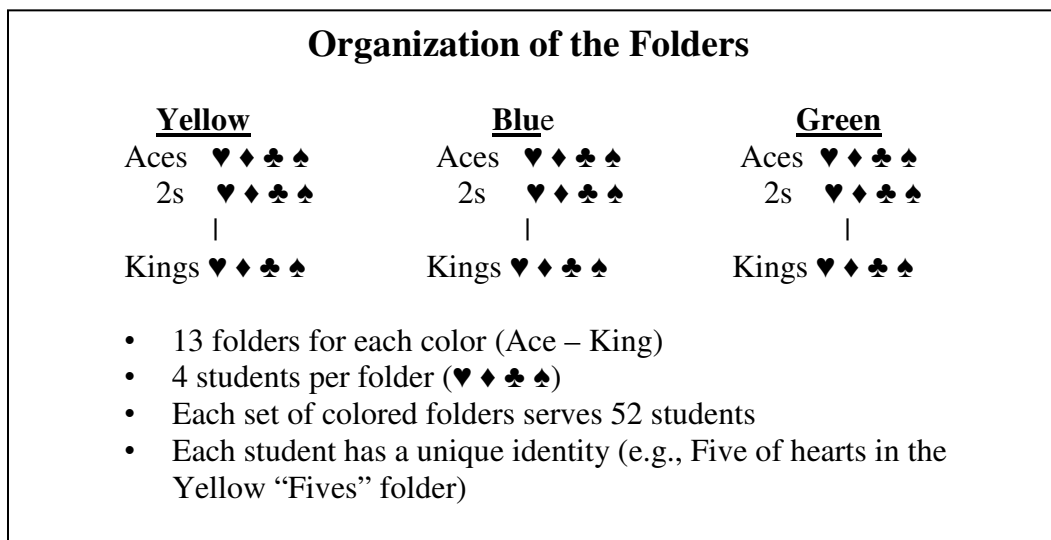 Organization of the Folders
Yellow Blue Green
Aces ♥ ♦ ♣ ♠ Aces ♥ ♦ ♣ ♠ Aces ♥ ♦ ♣ ♠
2s ♥ ♦ ♣ ♠ 2s ♥ ♦ ♣ ♠ 2s ♥ ♦ ♣ ♠
| | |
Kings ♥ ♦ ♣ ♠ Kings ♥ ♦ ♣ ♠ Kings ♥ ♦ ♣ ♠
• 13 folders for each color (Ace – King)
• 4 students per folder (♥ ♦ ♣ ♠)
• Each set of colored folders serves 52 students
• Each student has a unique identity (e.g., Five of hearts in the
Yellow “Fives” folder)